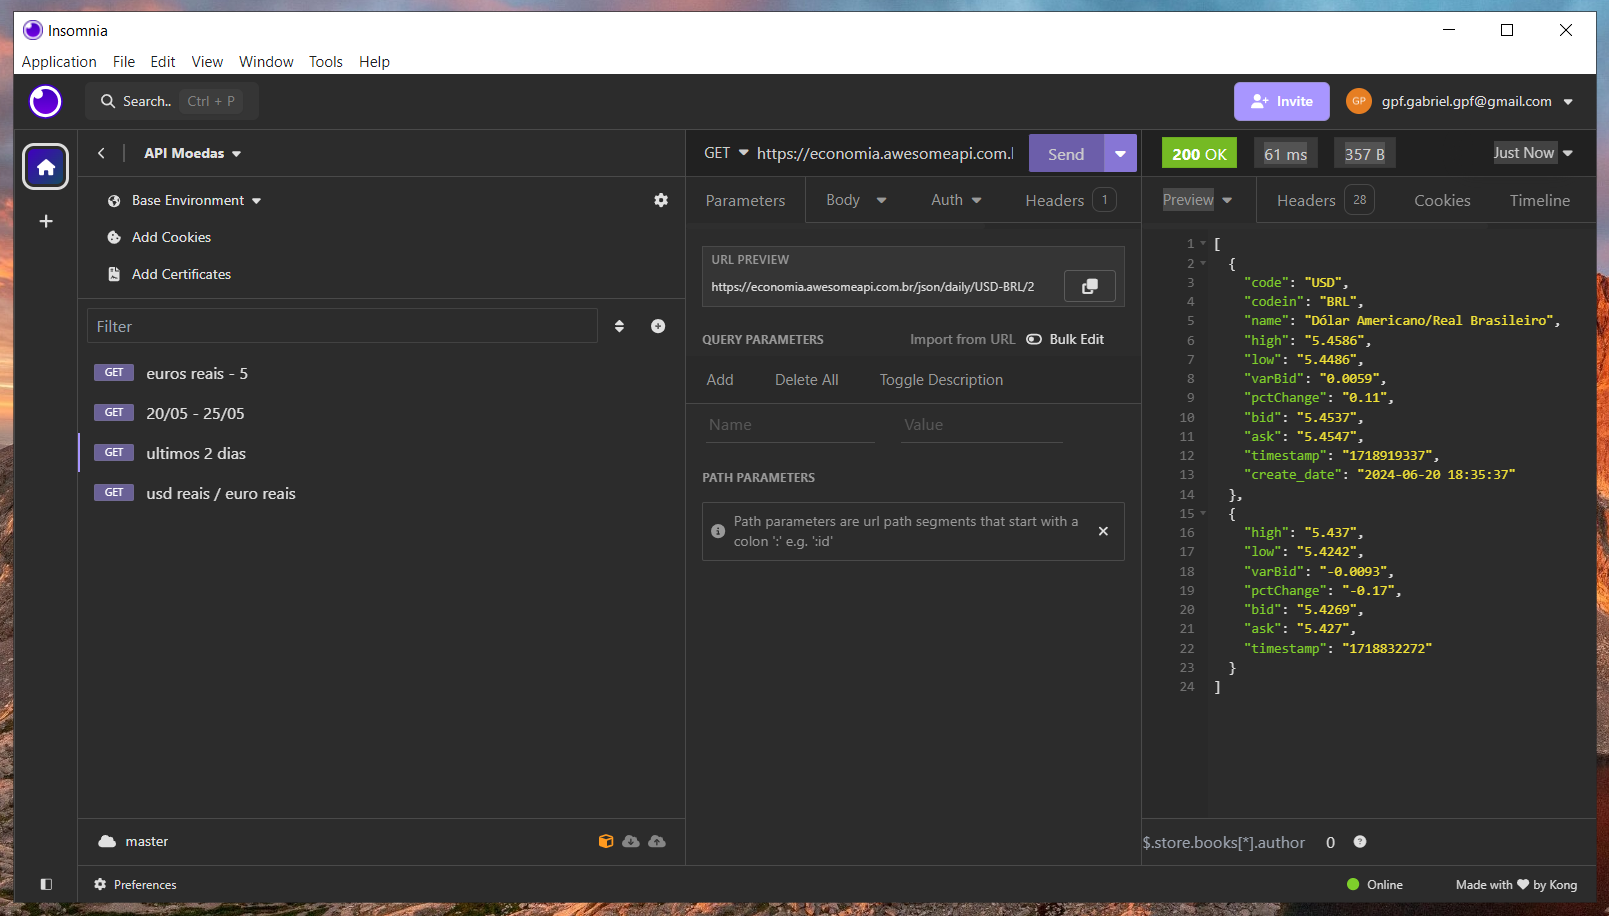 Insomnia
Application File Edit View Window Tools Help
Search.. Ctrl + P
Invite
GP gpf.gabriel.gpf@gmail.com
API Moedas
Base Environment
Add Cookies
Add Certificates
Filter
GET euros reais - 5
GET 20/05 - 25/05
GET ultimos 2 dias
GET usd reais / euro reais
master
Preferences
GET https://economia.awesomeapi.com.l Send
Parameters Body Auth Headers 1
URL PREVIEW
https://economia.awesomeapi.com.br/json/daily/USD-BRL/2
QUERY PARAMETERS Import from URL Bulk Edit
Add Delete All Toggle Description
Name Value
PATH PARAMETERS
Path parameters are url path segments that start with a
colon ':' e.g. ':id'
200 OK 61 ms 357 B Just Now
Preview Headers 28 Cookies Timeline
1 [
2 {
3 "code": "USD",
4 "codein": "BRL",
5 "name": "Dólar Americano/Real Brasileiro",
6 "high": "5.4586",
7 "low": "5.4486",
8 "varBid": "0.0059",
9 "pctChange": "0.11",
10 "bid": "5.4537",
11 "ask": "5.4547",
12 "timestamp": "1718919337",
13 "create_date": "2024-06-20 18:35:37"
14 },
15 {
16 "high": "5.437",
17 "low": "5.4242",
18 "varBid": "-0.0093",
19 "pctChange": "-0.17",
20 "bid": "5.4269",
21 "ask": "5.427",
22 "timestamp": "1718832272"
23 }
24 ]
$.store.books[*].author 0
Online Made with ♥ by Kong